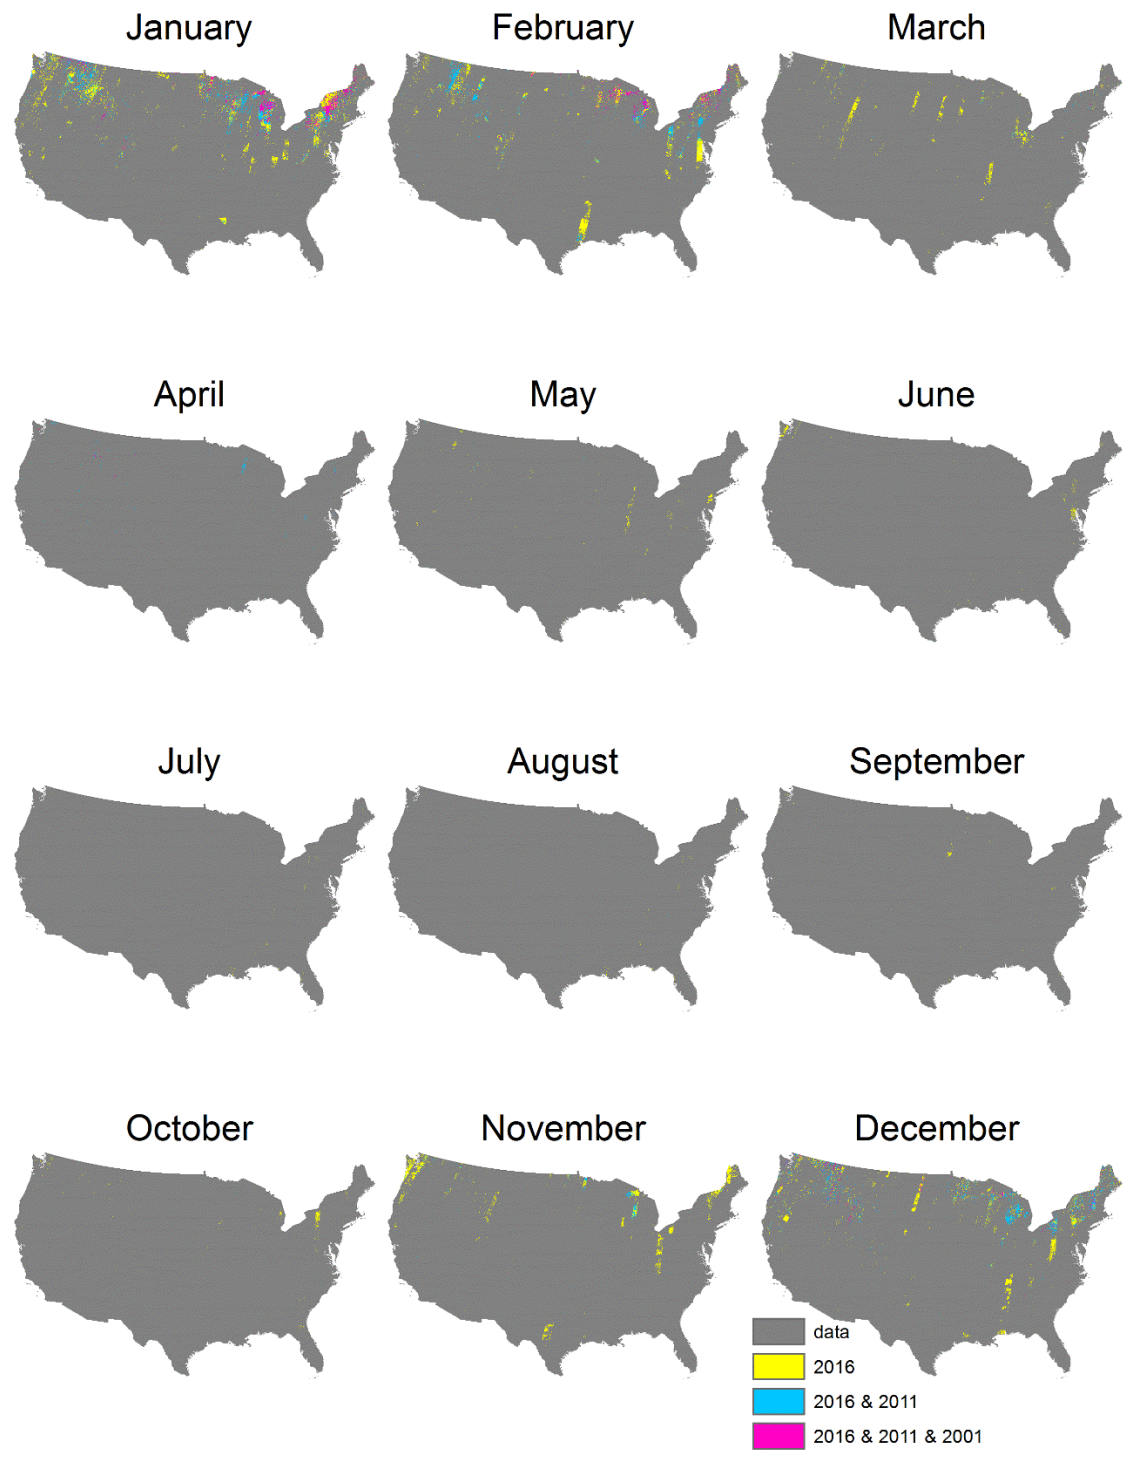 January
February
March
April
May
June
July
August
September
October
November
December
data
2016
2016 & 2011
2016 & 2011 & 2001